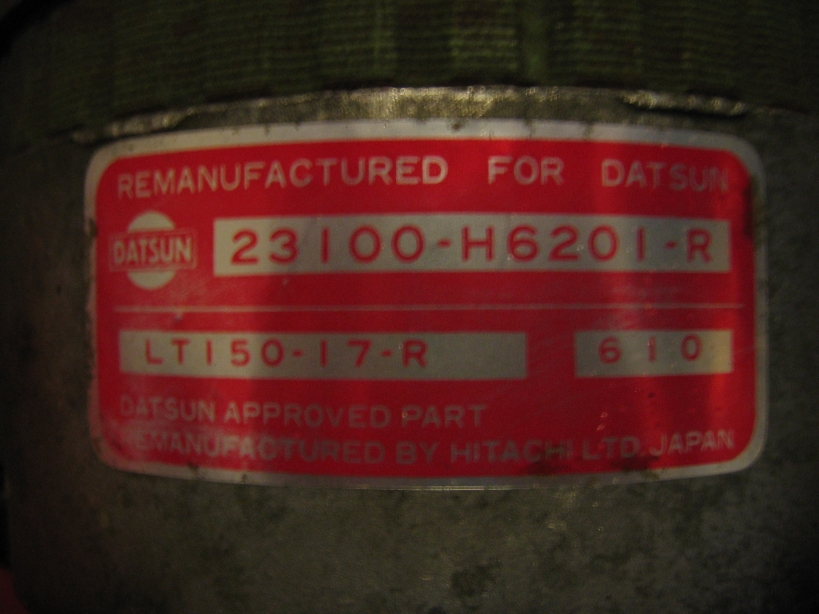 REMANUFACTURED FOR DATSUN
DATSUN
23100-H6201-R
LT150-17-R
610
DATSUN APPROVED PART
REMANUFACTURED BY HITACHI LTD. JAPAN